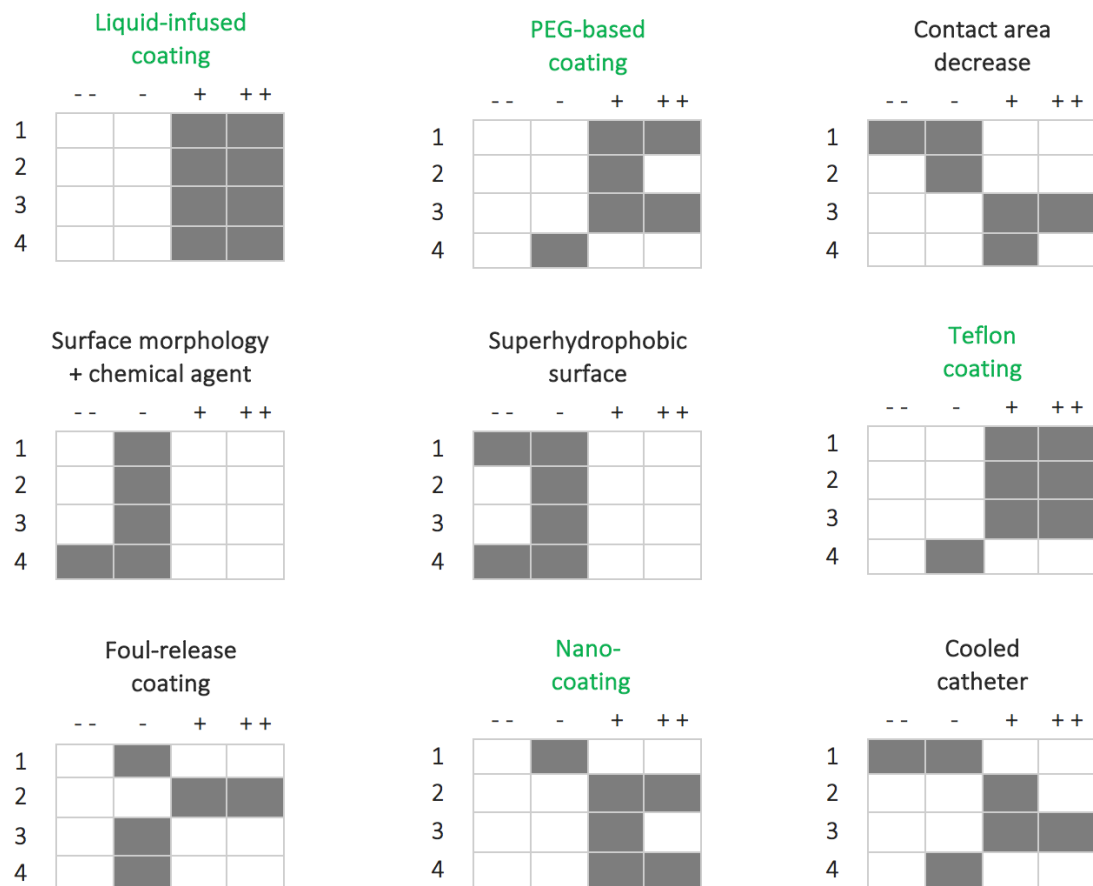 Liquid-infused
coating
-- - + ++
1
2
3
4
PEG-based
coating
-- - + ++
1
2
3
4
Contact area
decrease
-- - + ++
1
2
3
4
Surface morphology
+ chemical agent
-- - + ++
1
2
3
4
Superhydrophobic
surface
-- - + ++
1
2
3
4
Teflon
coating
-- - + ++
1
2
3
4
Foul-release
coating
-- - + ++
1
2
3
4
Nano-
coating
-- - + ++
1
2
3
4
Cooled
catheter
-- - + ++
1
2
3
4